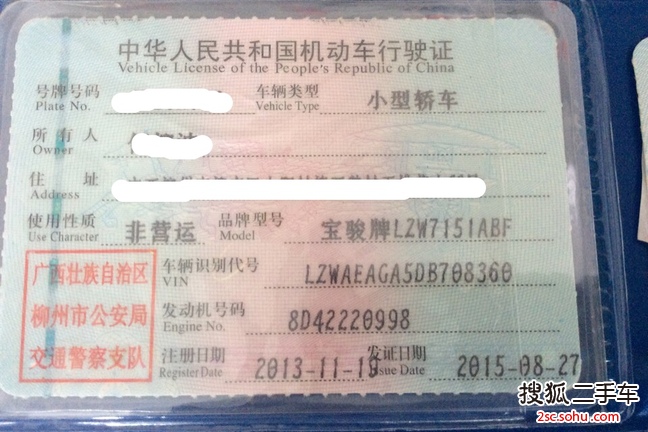 中华人民共和国机动车行驶证
Vehicle License of the People's Republic of China
号牌号码 车辆类型 小型轿车
Plate No. Vehicle Type
所有人
Owner
住址
Address
使用性质 非营运 品牌型号 宝骏牌LZW7151ABF
Use Character Model
广西壮族自治区
柳州市公安局
交通警察支队
车辆识别代号 LZWAEAGA5DB708360
VIN
发动机号码 8D42220998
Engine No.
注册日期 2013-11-19 发证日期 2015-08-27
Register Date Issue Date
搜狐二手车
2sc.sohu.com